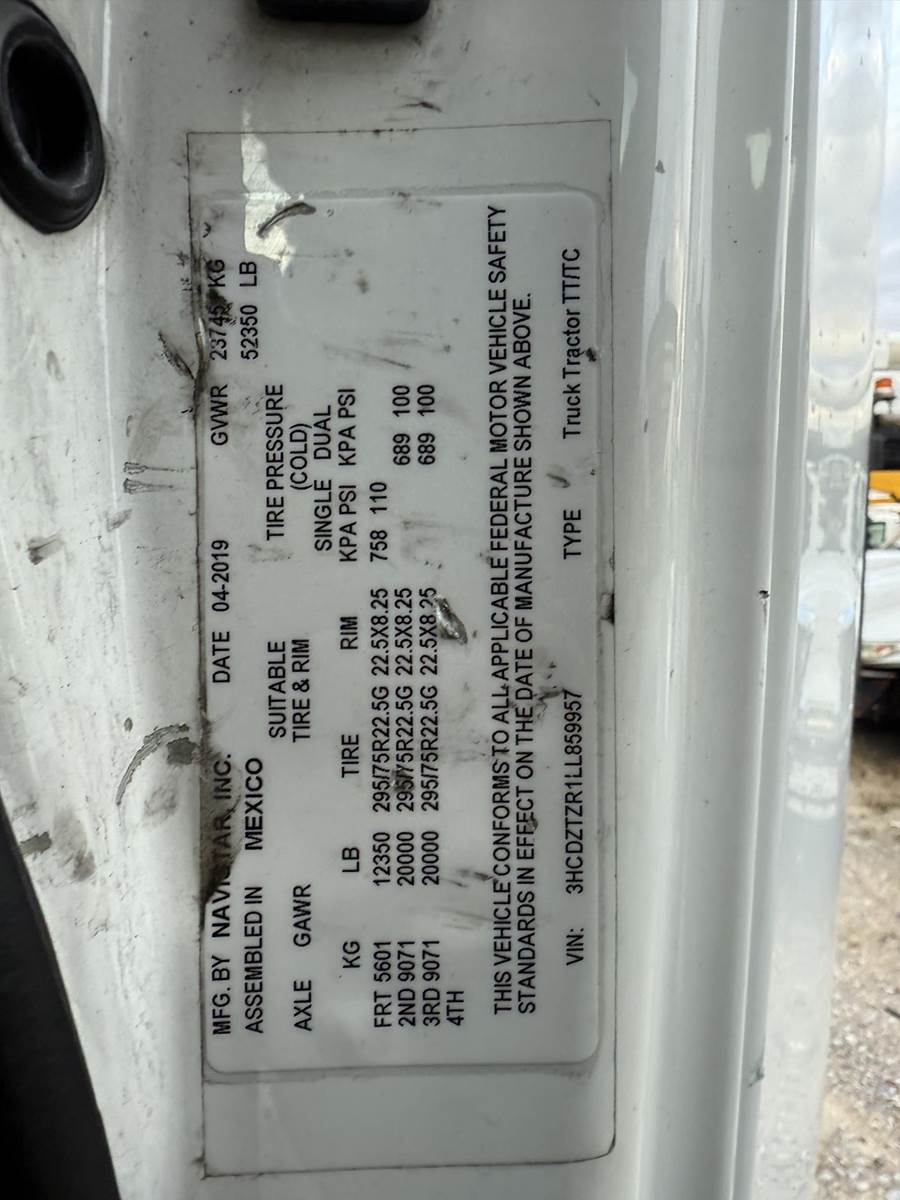 MFG. BY NAVISTAR, INC. DATE 04-2019 GVWR 23745 KG
ASSEMBLED IN MEXICO 52350 LB
SUITABLE TIRE PRESSURE
AXLE GAWR TIRE & RIM (COLD)
SINGLE DUAL
KG LB TIRE RIM KPA PSI KPA PSI
FRT 5601 12350 295/75R22.5G 22.5X8.25 758 110
2ND 9071 20000 295/75R22.5G 22.5X8.25 689 100
3RD 9071 20000 295/75R22.5G 22.5X8.25 689 100
4TH
THIS VEHICLE CONFORMS TO ALL APPLICABLE FEDERAL MOTOR VEHICLE SAFETY
STANDARDS IN EFFECT ON THE DATE OF MANUFACTURE SHOWN ABOVE.
VIN: 3HCDZTZR1LL859957 TYPE Truck Tractor TT/TC